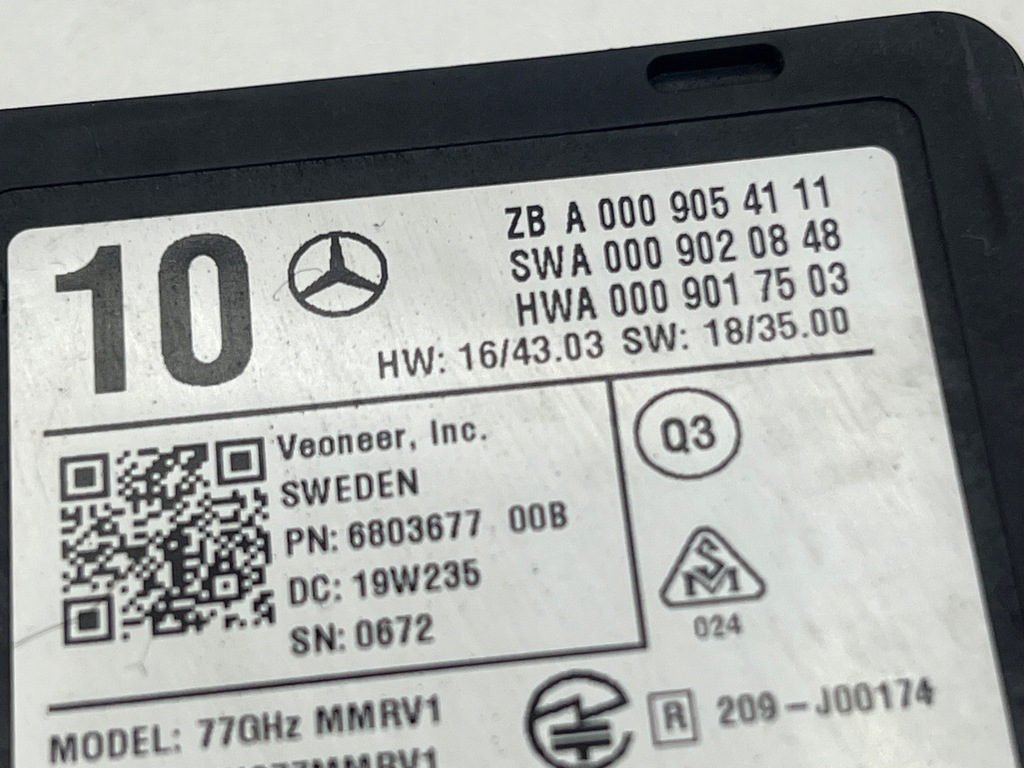 10
ZB A 000 905 41 11
SWA 000 902 08 48
HWA 000 901 75 03
HW: 16/43.03 SW: 18/35.00
Veoneer, Inc.
SWEDEN
PN: 6803677 00B
DC: 19W235
SN: 0672
Q3
SM
024
MODEL: 77GHz MMRV1
R 209-J00174
77MMRV1